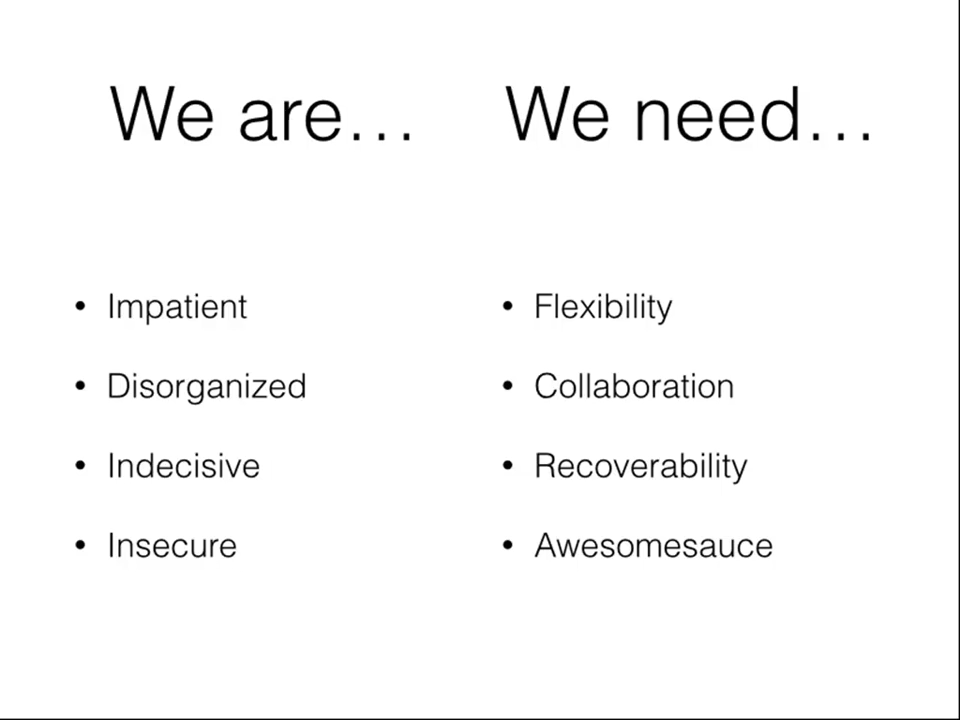 We are…
• Impatient
• Disorganized
• Indecisive
• Insecure
We need…
• Flexibility
• Collaboration
• Recoverability
• Awesomesauce